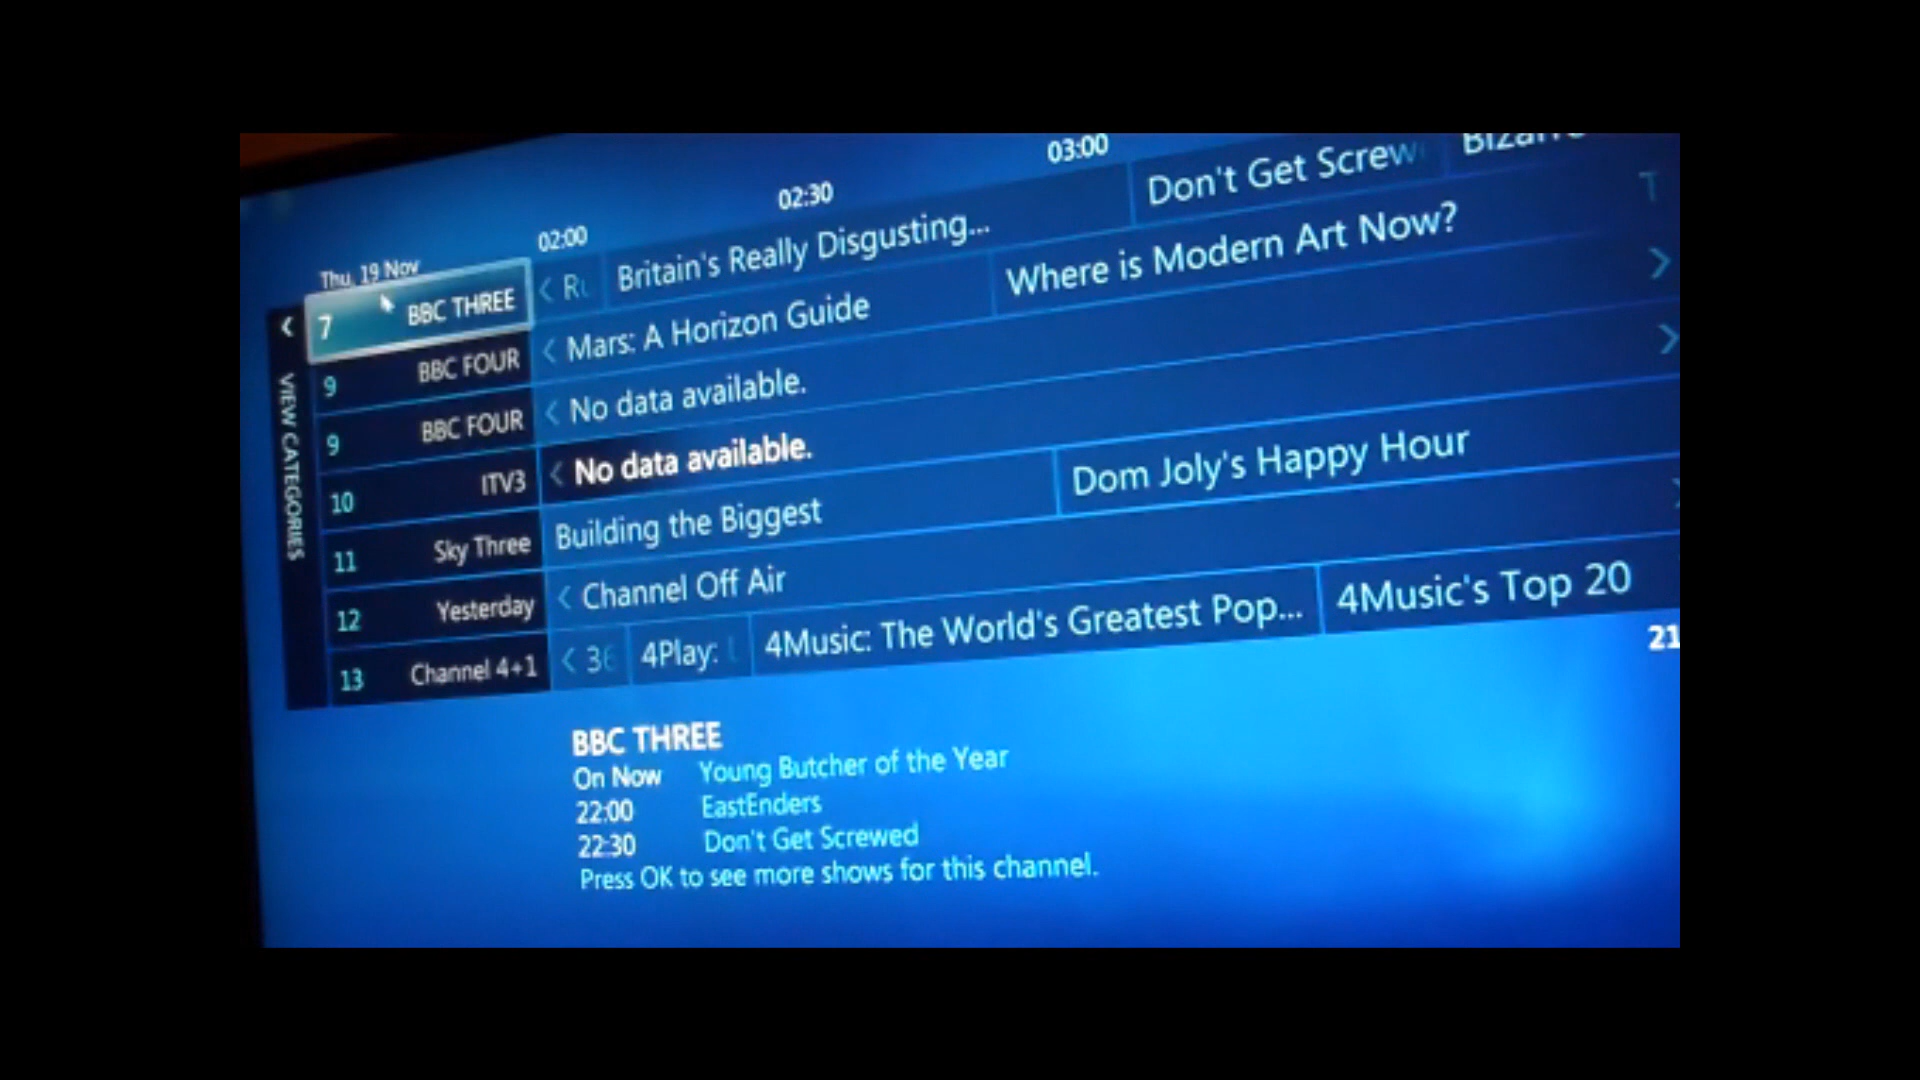 Thu, 19 Nov 02:00 02:30 03:00
7 BBC THREE Britain's Really Disgusting... Don't Get Screw
9 BBC FOUR Mars: A Horizon Guide Where is Modern Art Now? T
9 BBC FOUR No data available.
10 ITV3 No data available.
11 Sky Three Building the Biggest Dom Joly's Happy Hour
12 Yesterday Channel Off Air
13 Channel 4+1 4Play: 4Music: The World's Greatest Pop... 4Music's Top 20
VIEW CATEGORIES
21
BBC THREE
On Now Young Butcher of the Year
22:00 EastEnders
22:30 Don't Get Screwed
Press OK to see more shows for this channel.